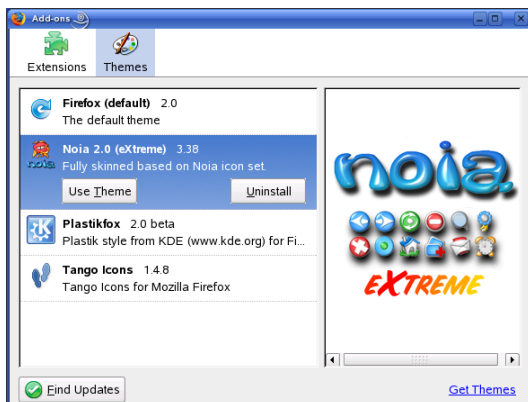 Add-ons
Extensions
Themes
Firefox (default) 2.0
The default theme
Noia 2.0 (eXtreme) 3.38
Fully skinned based on Noia icon set.
Use Theme
Uninstall
Plastikfox 2.0 beta
Plastik style from KDE (www.kde.org) for Fi...
Tango Icons 1.4.8
Tango Icons for Mozilla Firefox
noia
noia
eXTREME
Find Updates
Get Themes